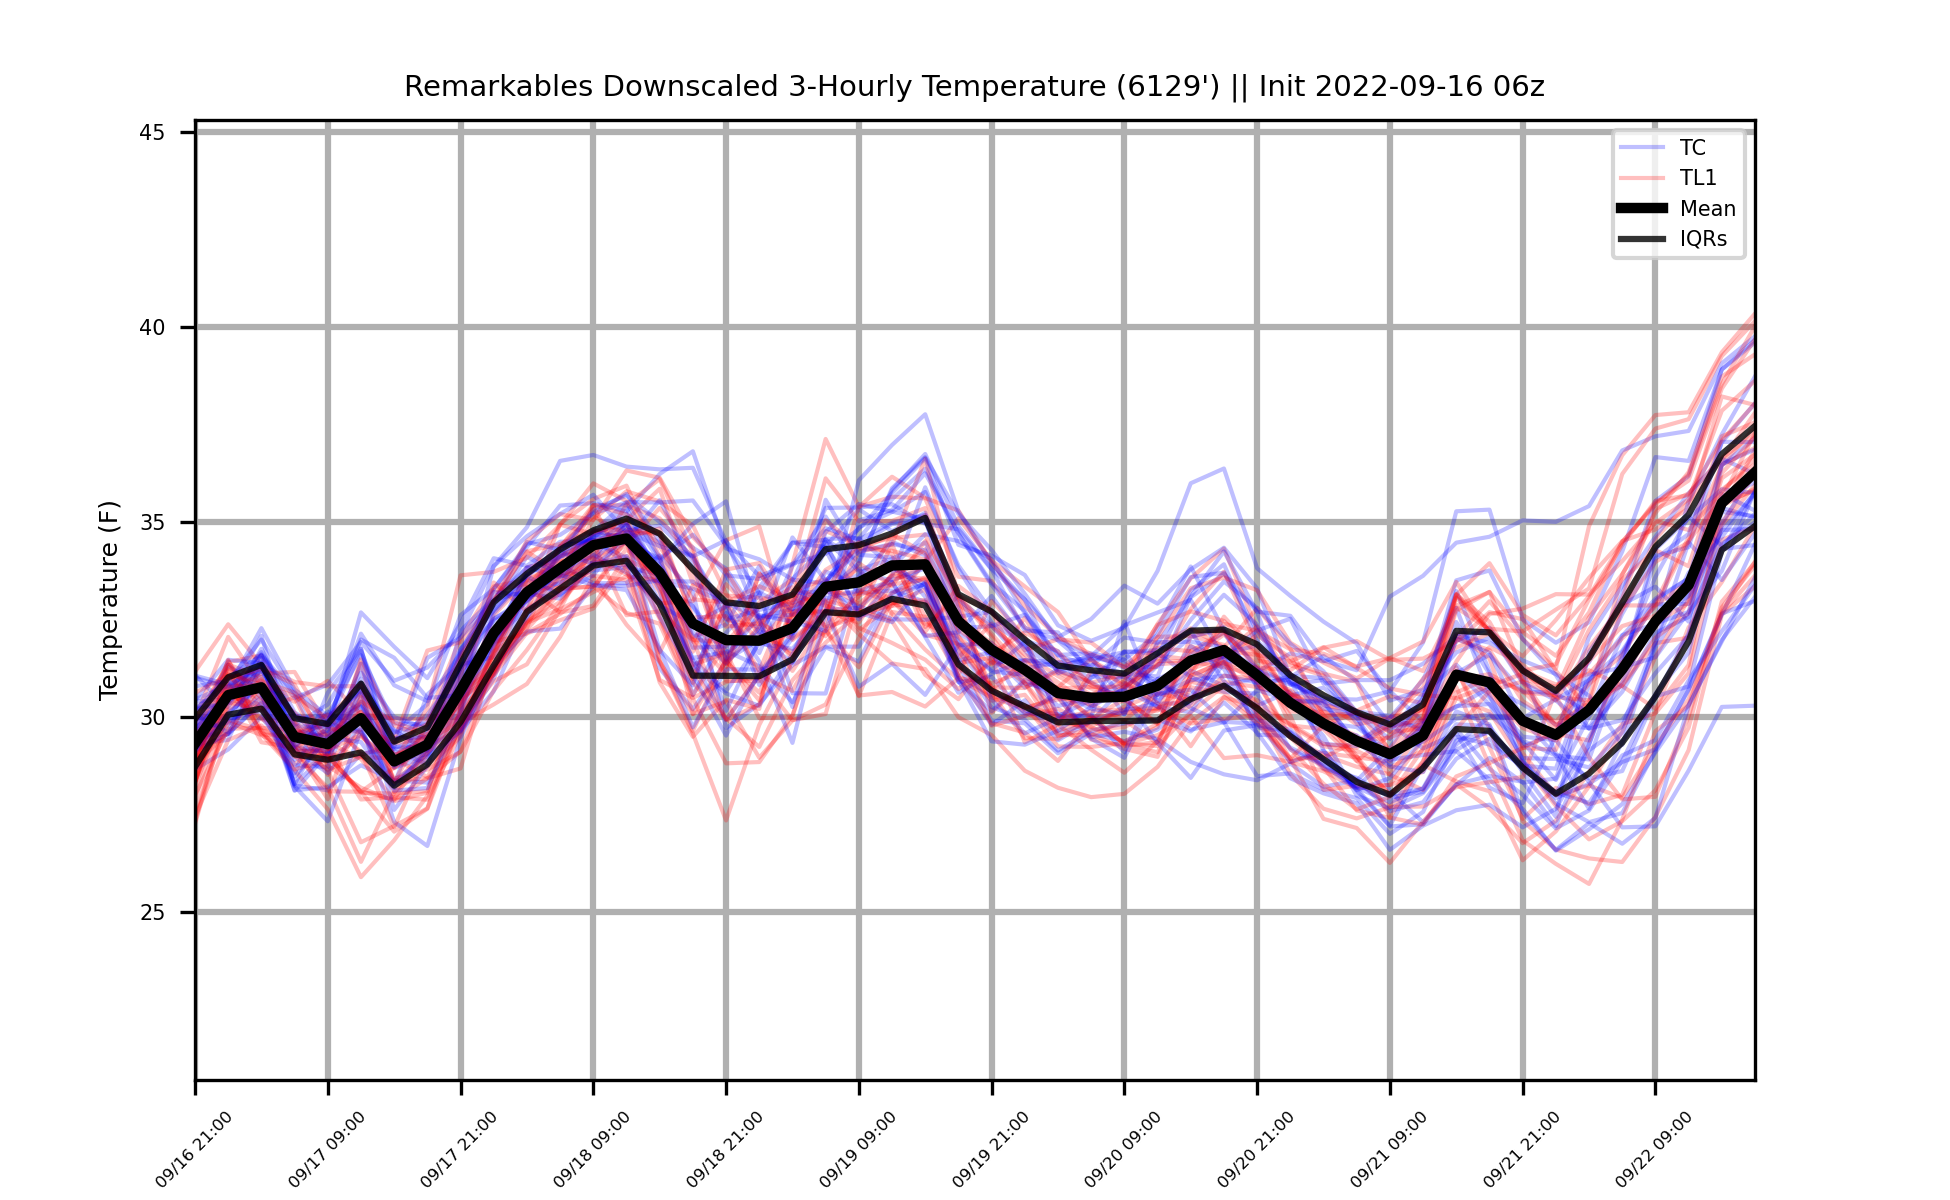 Remarkables Downscaled 3-Hourly Temperature (6129') || Init 2022-09-16 06z
TC
TL1
Mean
IQRs
Temperature (F)
45
40
35
30
25
09/16 21:00
09/17 09:00
09/17 21:00
09/18 09:00
09/18 21:00
09/19 09:00
09/19 21:00
09/20 09:00
09/20 21:00
09/21 09:00
09/21 21:00
09/22 09:00